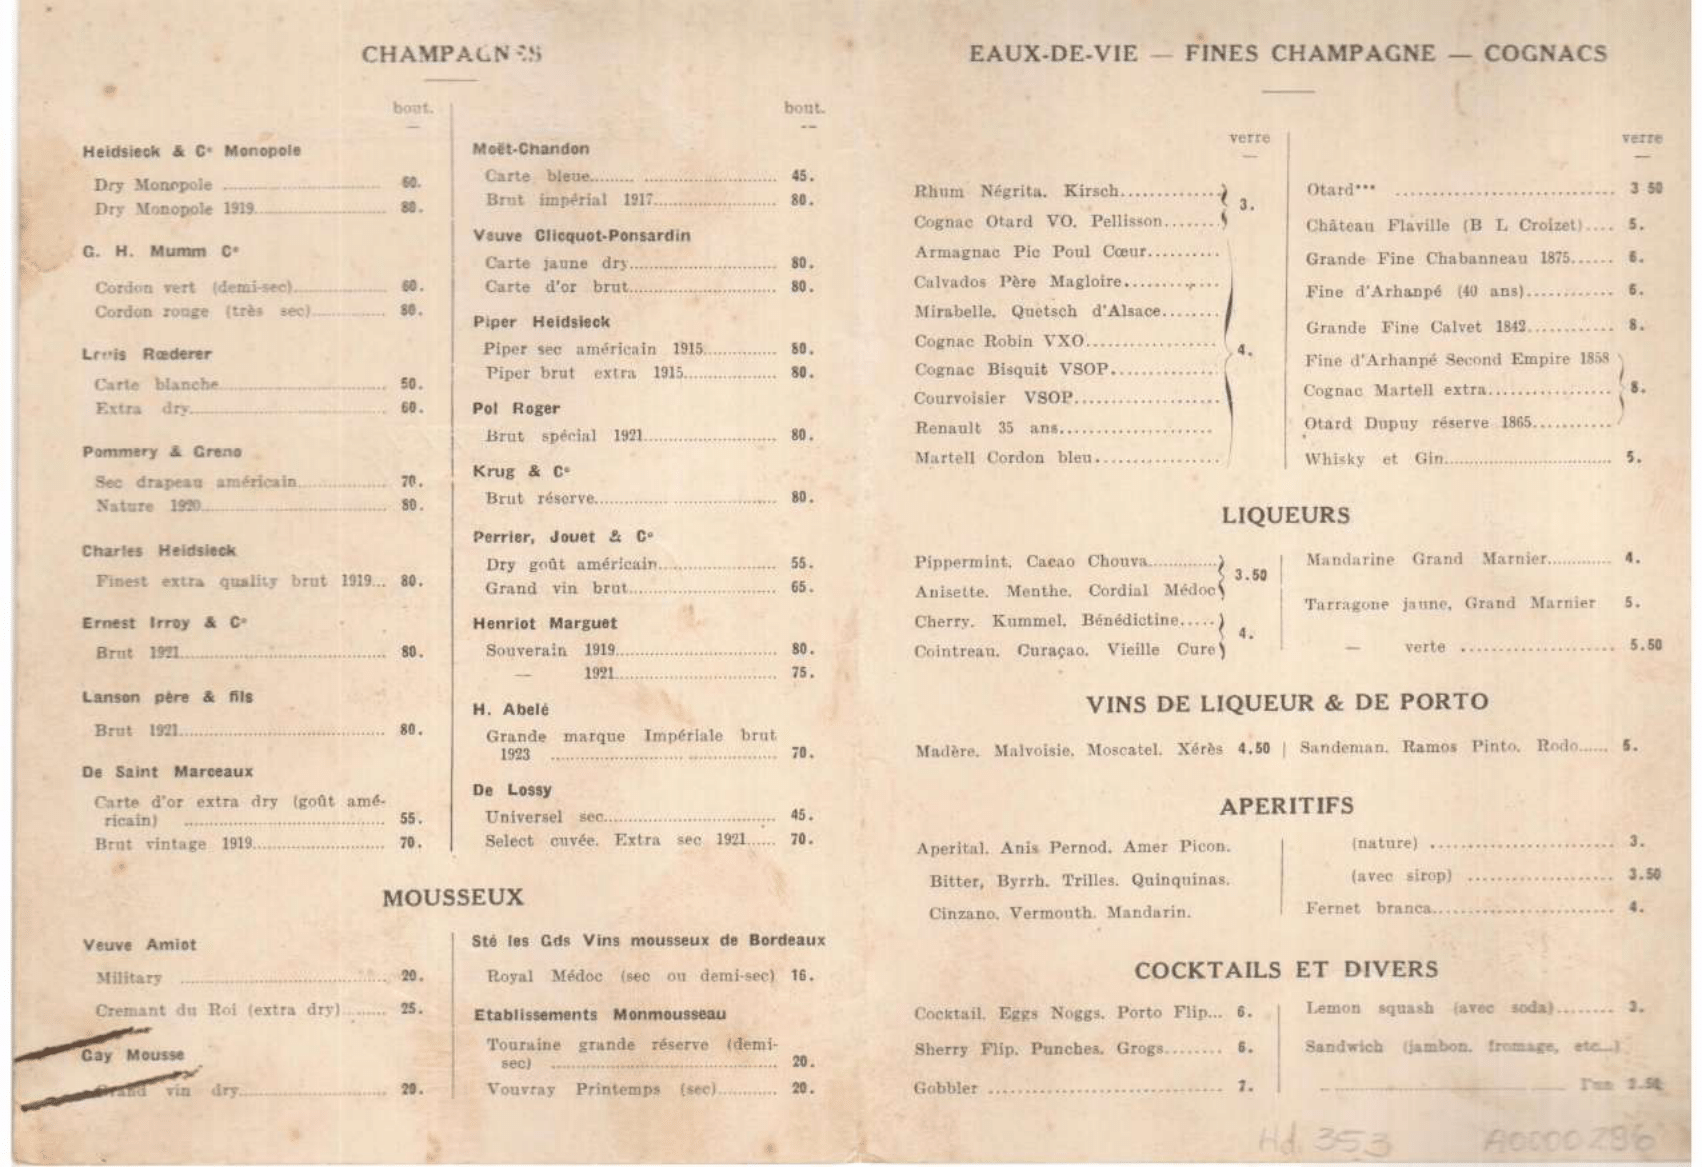 CHAMPAGNES
bout.
Heidsieck & Cᵉ Monopole
Dry Monopole 60.
Dry Monopole 1919 80.
G. H. Mumm Cᵉ
Cordon vert (demi-sec) 60.
Cordon rouge (très sec) 80.
Louis Rœderer
Carte blanche 50.
Extra dry 60.
Pommery & Greno
Sec drapeau américain 70.
Nature 1920 80.
Charles Heidsieck
Finest extra quality brut 1919... 80.
Ernest Irroy & Cᵉ
Brut 1921 80.
Lanson père & fils
Brut 1921 80.
De Saint Marceaux
Carte d'or extra dry (goût amé-
ricain) 55.
Brut vintage 1919 70.
bout.
Moët-Chandon
Carte bleue 45.
Brut impérial 1917 80.
Veuve Clicquot-Ponsardin
Carte jaune dry 80.
Carte d'or brut 80.
Piper Heidsieck
Piper sec américain 1915 80.
Piper brut extra 1915 80.
Pol Roger
Brut spécial 1921 80.
Krug & Cᵉ
Brut réserve 80.
Perrier, Jouet & Cᵉ
Dry goût américain 55.
Grand vin brut 65.
Henriot Marguet
Souverain 1919 80.
— 1921 75.
H. Abelé
Grande marque Impériale brut
1923 70.
De Lossy
Universel sec 45.
Select cuvée. Extra sec 1921 70.
MOUSSEUX
Veuve Amiot
Military 20.
Cremant du Roi (extra dry) 25.
Gay Mousse
Grand vin dry 20.
Sté les Gds Vins mousseux de Bordeaux
Royal Médoc (sec ou demi-sec) 16.
Etablissements Monmousseau
Touraine grande réserve (demi-
sec) 20.
Vouvray Printemps (sec) 20.
EAUX-DE-VIE — FINES CHAMPAGNE — COGNACS
verre
Rhum Négrita. Kirsch
Cognac Otard VO. Pellisson
3.
Armagnac Pic Poul Cœur
Calvados Père Magloire
Mirabelle. Quetsch d'Alsace
Cognac Robin VXO
Cognac Bisquit VSOP
4.
Courvoisier VSOP
Renault 35 ans
Martell Cordon bleu
verre
Otard*** 3 50
Château Flaville (B L Croizet) 5.
Grande Fine Chabanneau 1875 6.
Fine d'Arhanpé (40 ans) 6.
Grande Fine Calvet 1842 8.
Fine d'Arhanpé Second Empire 1858
Cognac Martell extra 8.
Otard Dupuy réserve 1865
Whisky et Gin 5.
LIQUEURS
Pippermint. Cacao Chouva
Anisette. Menthe. Cordial Médoc
3.50
Cherry. Kummel. Bénédictine
Cointreau. Curaçao. Vieille Cure
4.
Mandarine Grand Marnier 4.
Tarragone jaune, Grand Marnier 5.
— verte 5.50
VINS DE LIQUEUR & DE PORTO
Madère. Malvoisie. Moscatel. Xérès 4.50
Sandeman. Ramos Pinto. Rodo 5.
APERITIFS
Aperital. Anis Pernod. Amer Picon.
Bitter, Byrrh. Trilles. Quinquinas.
Cinzano. Vermouth. Mandarin.
(nature) 3.
(avec sirop) 3.50
Fernet branca 4.
COCKTAILS ET DIVERS
Cocktail. Eggs Noggs. Porto Flip... 6.
Sherry Flip. Punches. Grogs 6.
Gobbler 7.
Lemon squash (avec soda) 3.
Sandwich (jambon. fromage, etc...)
l'un 2.50
Hd. 353 A0000286